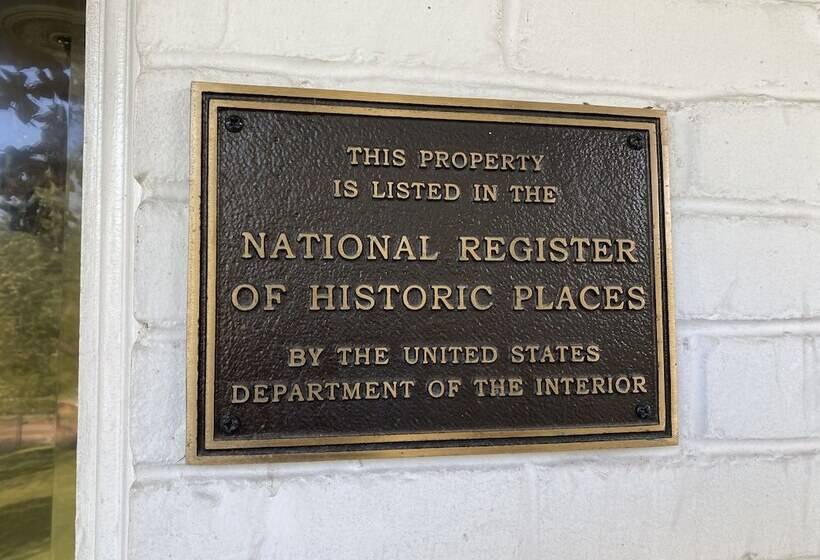 THIS PROPERTY
IS LISTED IN THE
NATIONAL REGISTER
OF HISTORIC PLACES
BY THE UNITED STATES
DEPARTMENT OF THE INTERIOR